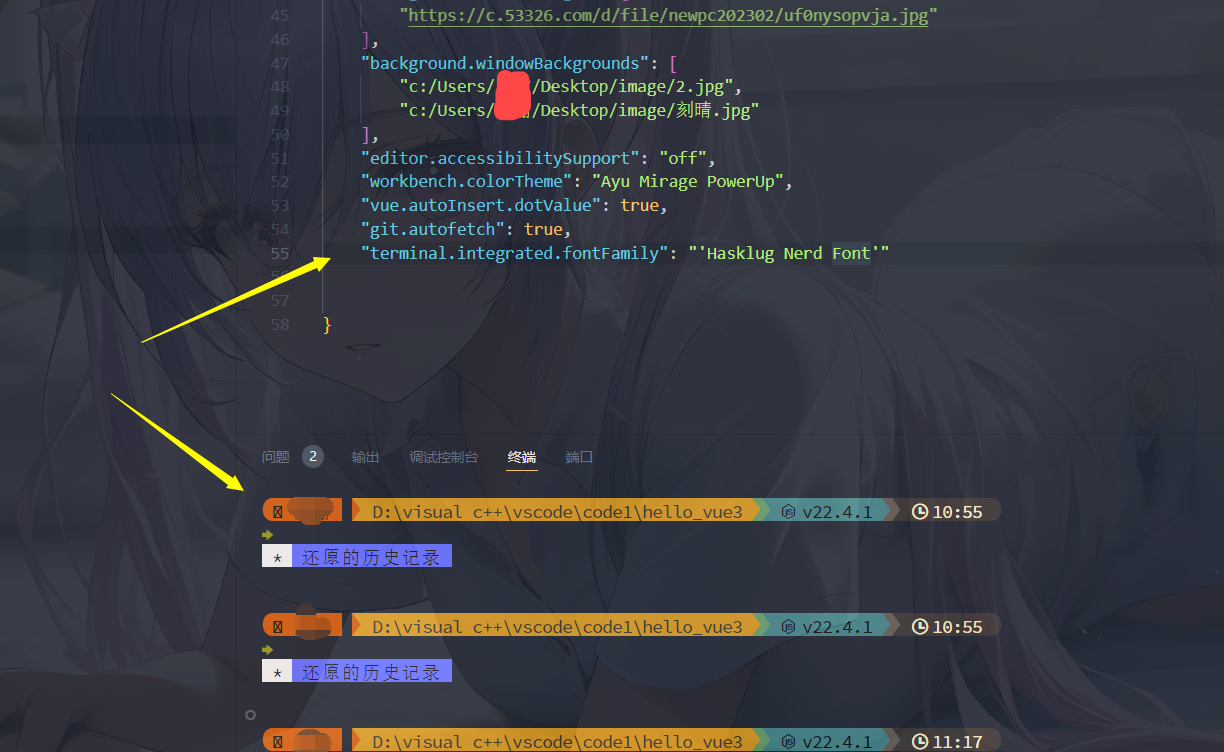 45 "https://c.53326.com/d/file/newpc202302/uf0nysopvja.jpg"
46 ],
47 "background.windowBackgrounds": [
48 "c:/Users/ /Desktop/image/2.jpg",
49 "c:/Users/ /Desktop/image/刻晴.jpg"
50 ],
51 "editor.accessibilitySupport": "off",
52 "workbench.colorTheme": "Ayu Mirage PowerUp",
53 "vue.autoInsert.dotValue": true,
54 "git.autofetch": true,
55 "terminal.integrated.fontFamily": "'Hasklug Nerd Font'"
56
57
58 }
问题 2 输出 调试控制台 终端 端口
D:\visual c++\vscode\code1\hello_vue3 v22.4.1 10:55
* 还原的历史记录
D:\visual c++\vscode\code1\hello_vue3 v22.4.1 10:55
* 还原的历史记录
D:\visual c++\vscode\code1\hello_vue3 v22.4.1 11:17